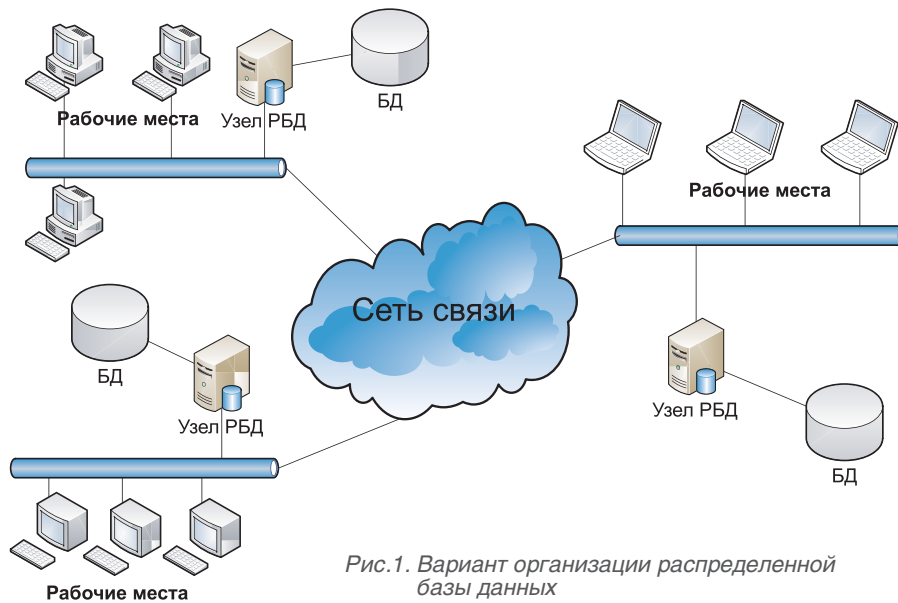 Рабочие места
Узел РБД
БД
Рабочие места
Сеть связи
БД
Узел РБД
Узел РБД
БД
Рабочие места
Рис.1. Вариант организации распределенной
базы данных